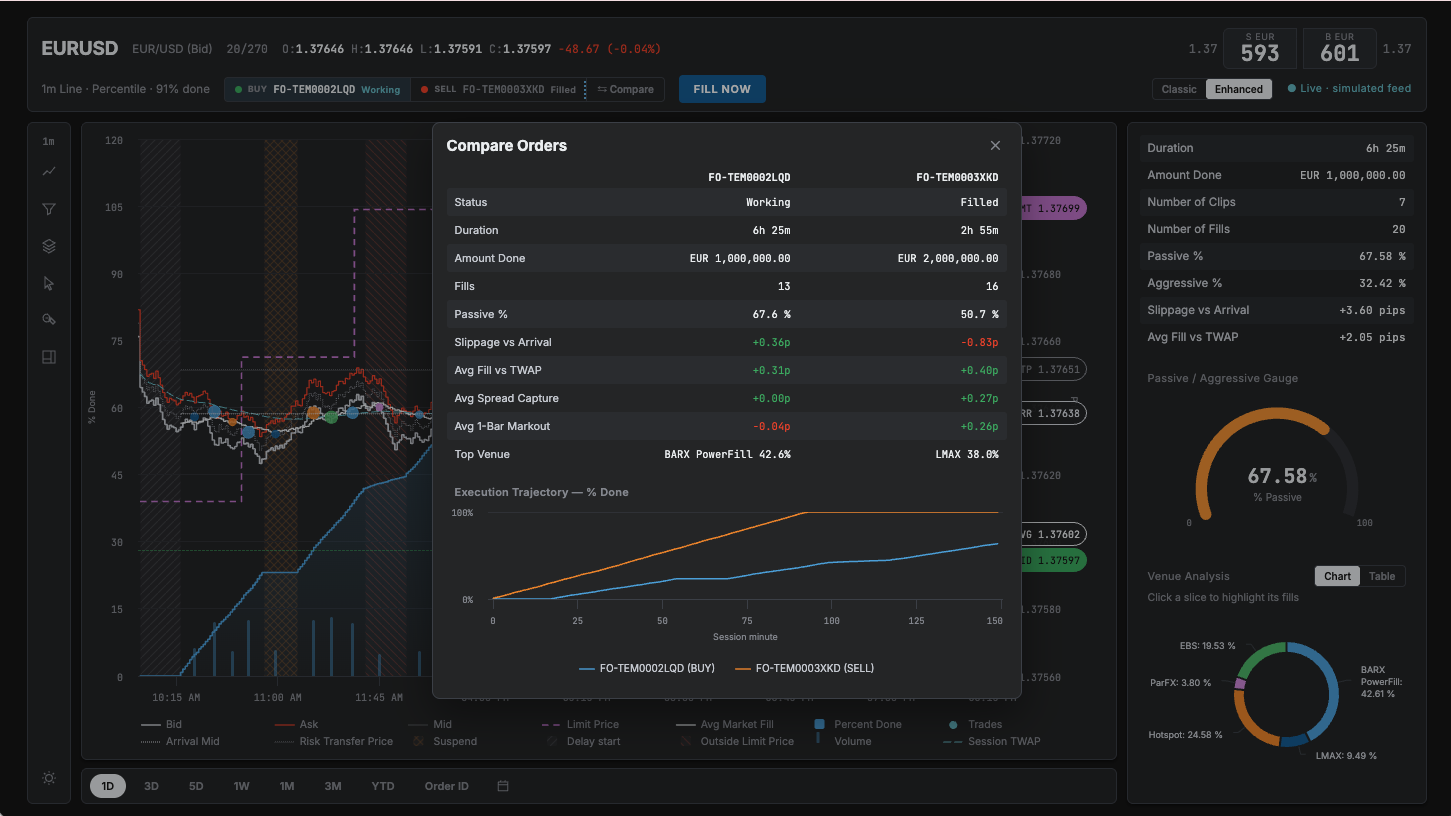 EURUSD EUR/USD (Bid) 20/270 O:1.37646 H:1.37646 L:1.37591 C:1.37597 -48.67 (-0.04%)
1.37 S EUR 593 B EUR 601 1.37
1m Line · Percentile · 91% done BUY FO-TEM0002LQD Working SELL FO-TEM0003XKD Filled Compare FILL NOW
Classic Enhanced Live · simulated feed
1m
120
105
90
75
60
45
30
15
0
% Done
10:15 AM 11:00 AM 11:45 AM
1.37720
1.37699
1.37680
1.37660
1.37651
1.37638
1.37620
1.37602
1.37597
1.37580
1.37560
Compare Orders
FO-TEM0002LQD FO-TEM0003XKD
Status Working Filled
Duration 6h 25m 2h 55m
Amount Done EUR 1,000,000.00 EUR 2,000,000.00
Fills 13 16
Passive % 67.6 % 50.7 %
Slippage vs Arrival +0.36p -0.83p
Avg Fill vs TWAP +0.31p +0.40p
Avg Spread Capture +0.00p +0.27p
Avg 1-Bar Markout -0.04p +0.26p
Top Venue BARX PowerFill 42.6% LMAX 38.0%
Execution Trajectory — % Done
100%
0%
0 25 50 75 100 125 150
Session minute
FO-TEM0002LQD (BUY) FO-TEM0003XKD (SELL)
Bid Ask Mid Limit Price Avg Market Fill Percent Done Trades
Arrival Mid Risk Transfer Price Suspend Delay start Outside Limit Price Volume Session TWAP
1D 3D 5D 1W 1M 3M YTD Order ID
Duration 6h 25m
Amount Done EUR 1,000,000.00
Number of Clips 7
Number of Fills 20
Passive % 67.58 %
Aggressive % 32.42 %
Slippage vs Arrival +3.60 pips
Avg Fill vs TWAP +2.05 pips
Passive / Aggressive Gauge
67.58%
% Passive
0 100
Venue Analysis Chart Table
Click a slice to highlight its fills
EBS: 19.53 %
BARX
PowerFill:
42.61 %
ParFX: 3.80 %
Hotspot: 24.58 %
LMAX: 9.49 %